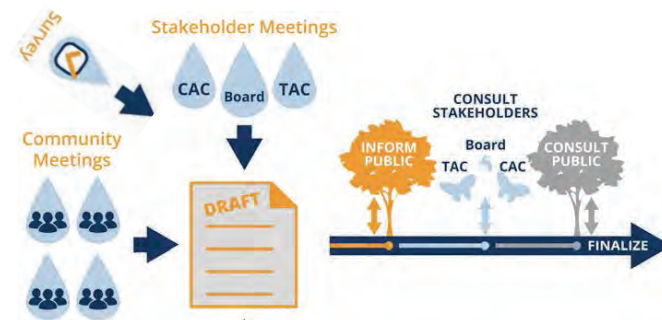 Survey
Stakeholder Meetings
CAC
Board
TAC
Community
Meetings
DRAFT
CONSULT
STAKEHOLDERS
INFORM
PUBLIC
Board
TAC
CAC
CONSULT
PUBLIC
FINALIZE